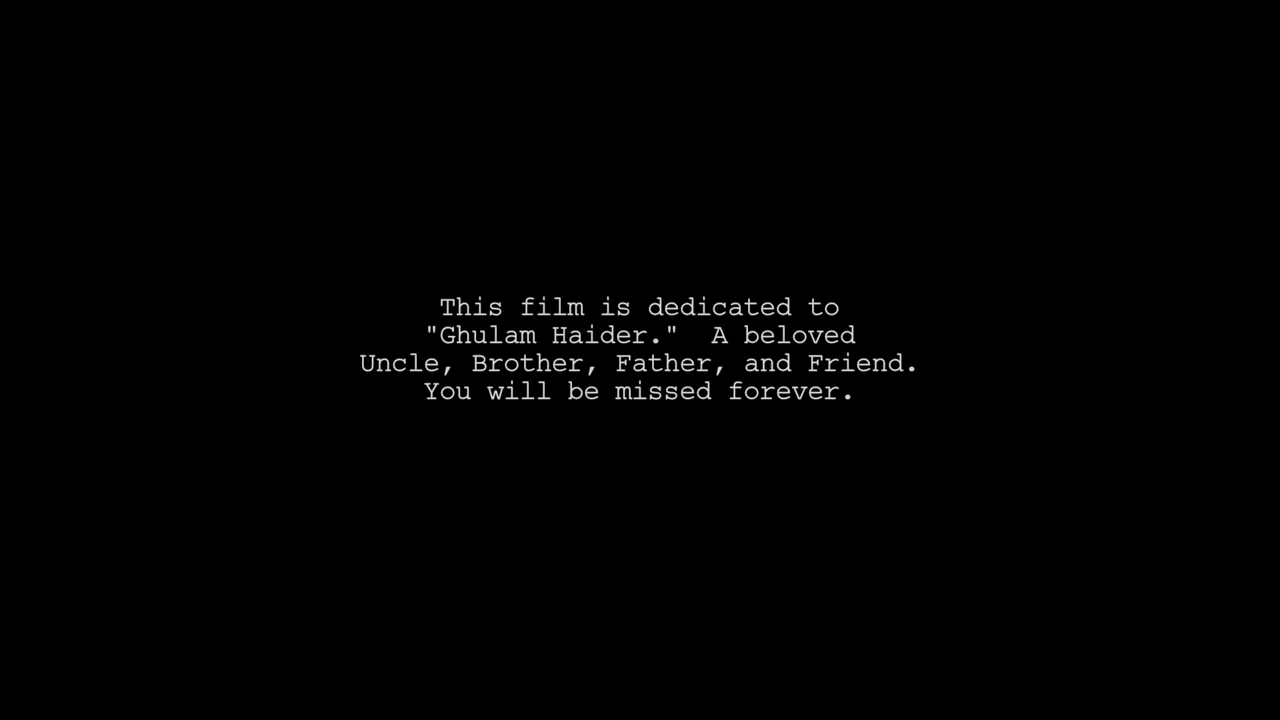 This film is dedicated to
"Ghulam Haider."  A beloved
Uncle, Brother, Father, and Friend.
You will be missed forever.